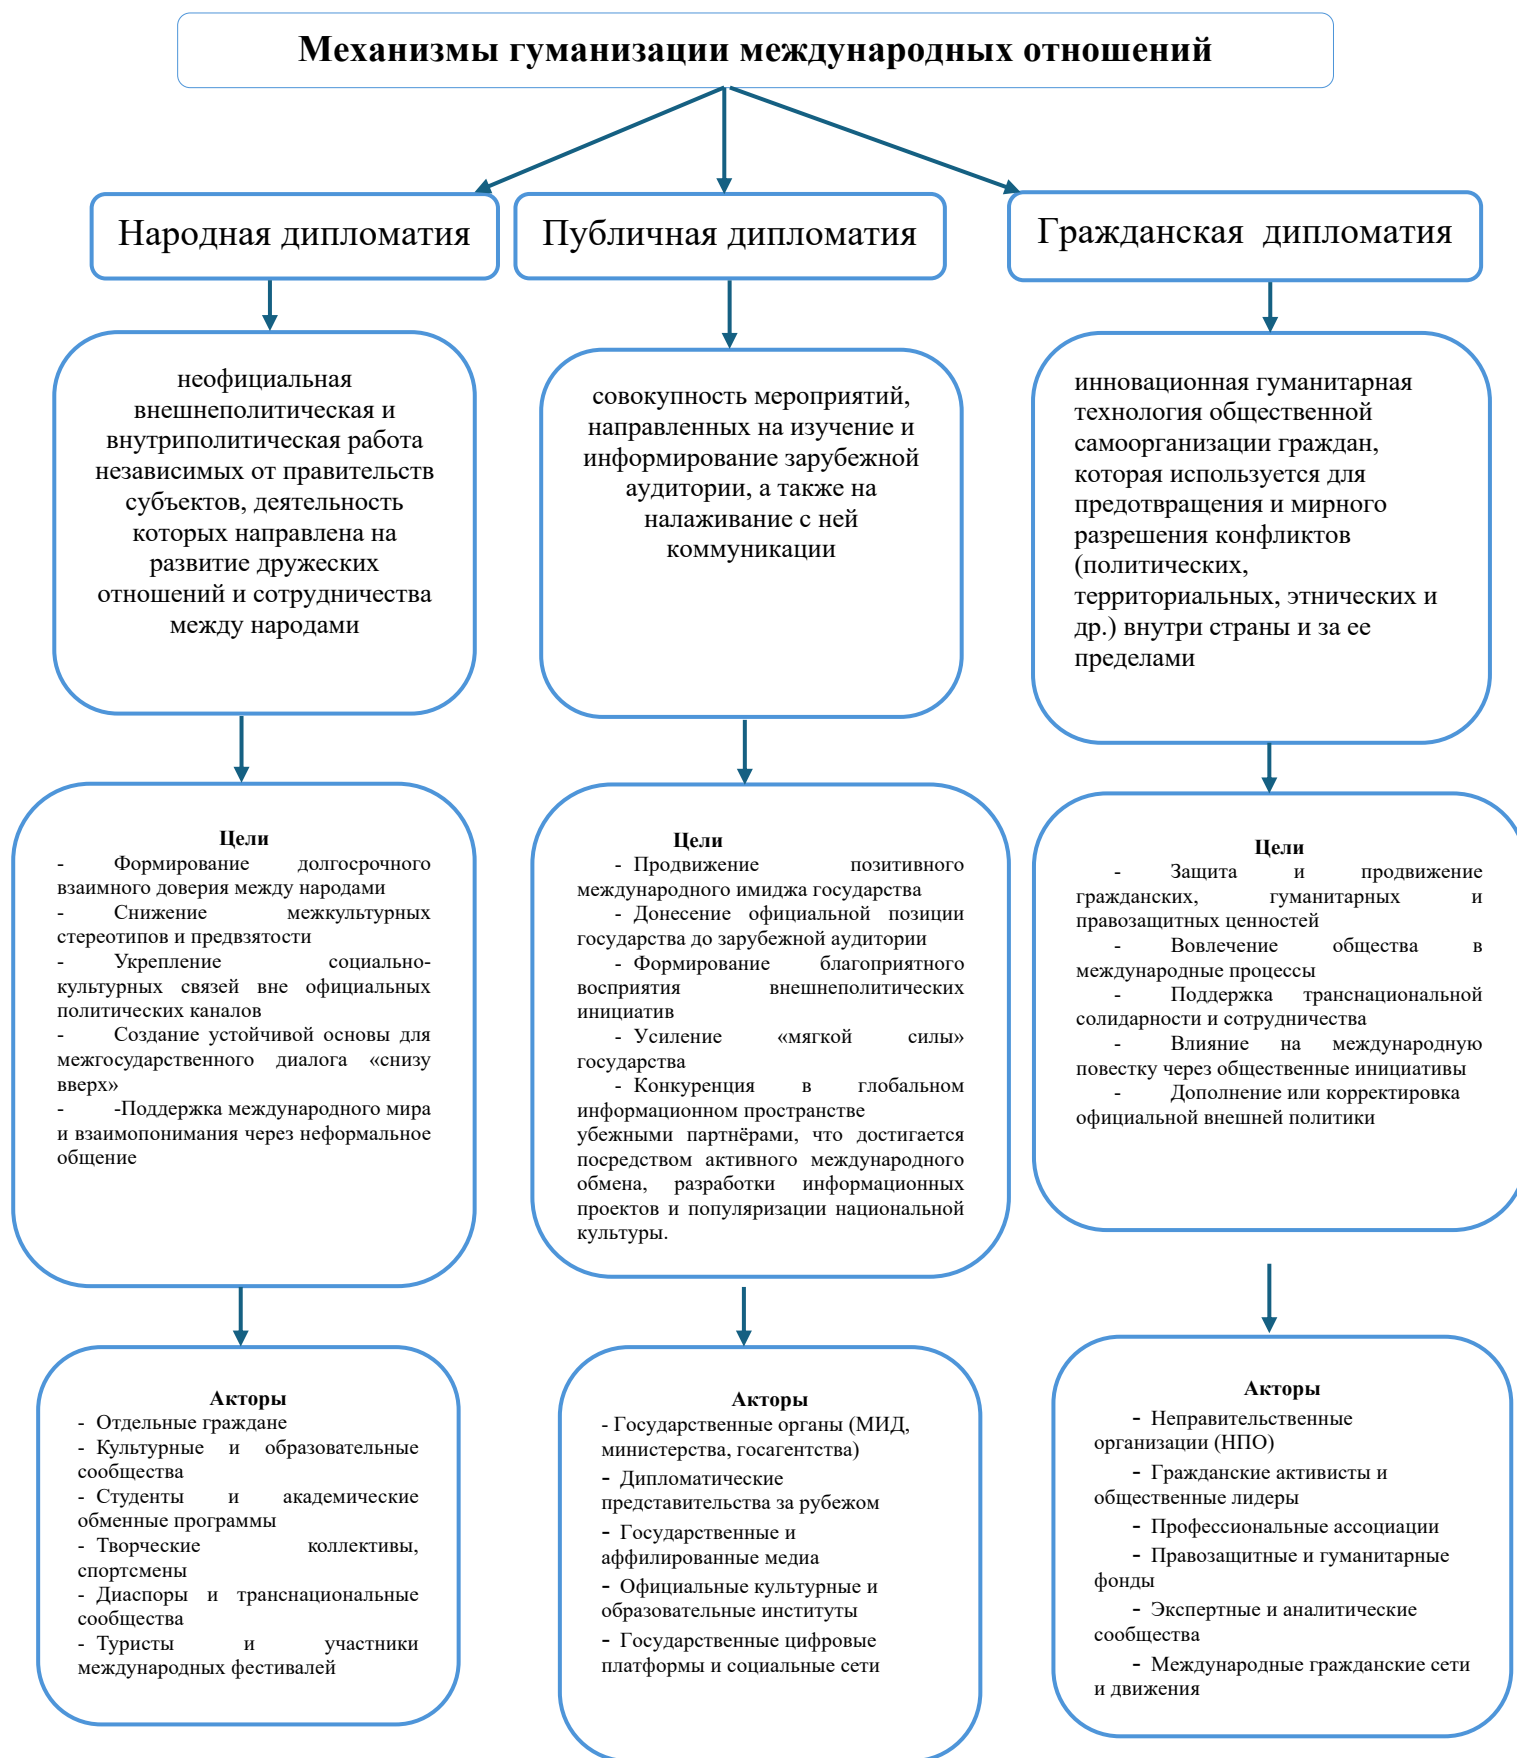 Механизмы гуманизации международных отношений
Народная дипломатия
Публичная дипломатия
Гражданская дипломатия
неофициальная
внешнеполитическая и
внутриполитическая работа
независимых от правительств
субъектов, деятельность
которых направлена на
развитие дружеских
отношений и сотрудничества
между народами
совокупность мероприятий,
направленных на изучение и
информирование зарубежной
аудитории, а также на
налаживание с ней
коммуникации
инновационная гуманитарная
технология общественной
самоорганизации граждан,
которая используется для
предотвращения и мирного
разрешения конфликтов
(политических,
территориальных, этнических и
др.) внутри страны и за ее
пределами
Цели
- Формирование долгосрочного
взаимного доверия между народами
- Снижение межкультурных
стереотипов и предвзятости
- Укрепление социально-
культурных связей вне официальных
политических каналов
- Создание устойчивой основы для
межгосударственного диалога «снизу
вверх»
- -Поддержка международного мира
и взаимопонимания через неформальное
общение
Цели
- Продвижение позитивного
международного имиджа государства
- Донесение официальной позиции
государства до зарубежной аудитории
- Формирование благоприятного
восприятия внешнеполитических
инициатив
- Усиление «мягкой силы»
государства
- Конкуренция в глобальном
информационном пространстве
убежными партнёрами, что достигается
посредством активного международного
обмена, разработки информационных
проектов и популяризации национальной
культуры.
Цели
- Защита и продвижение
гражданских, гуманитарных и
правозащитных ценностей
- Вовлечение общества в
международные процессы
- Поддержка транснациональной
солидарности и сотрудничества
- Влияние на международную
повестку через общественные инициативы
- Дополнение или корректировка
официальной внешней политики
Акторы
- Отдельные граждане
- Культурные и образовательные
сообщества
- Студенты и академические
обменные программы
- Творческие коллективы,
спортсмены
- Диаспоры и транснациональные
сообщества
- Туристы и участники
международных фестивалей
Акторы
- Государственные органы (МИД,
министерства, госагентства)
- Дипломатические
представительства за рубежом
- Государственные и
аффилированные медиа
- Официальные культурные и
образовательные институты
- Государственные цифровые
платформы и социальные сети
Акторы
- Неправительственные
организации (НПО)
- Гражданские активисты и
общественные лидеры
- Профессиональные ассоциации
- Правозащитные и гуманитарные
фонды
- Экспертные и аналитические
сообщества
- Международные гражданские сети
и движения